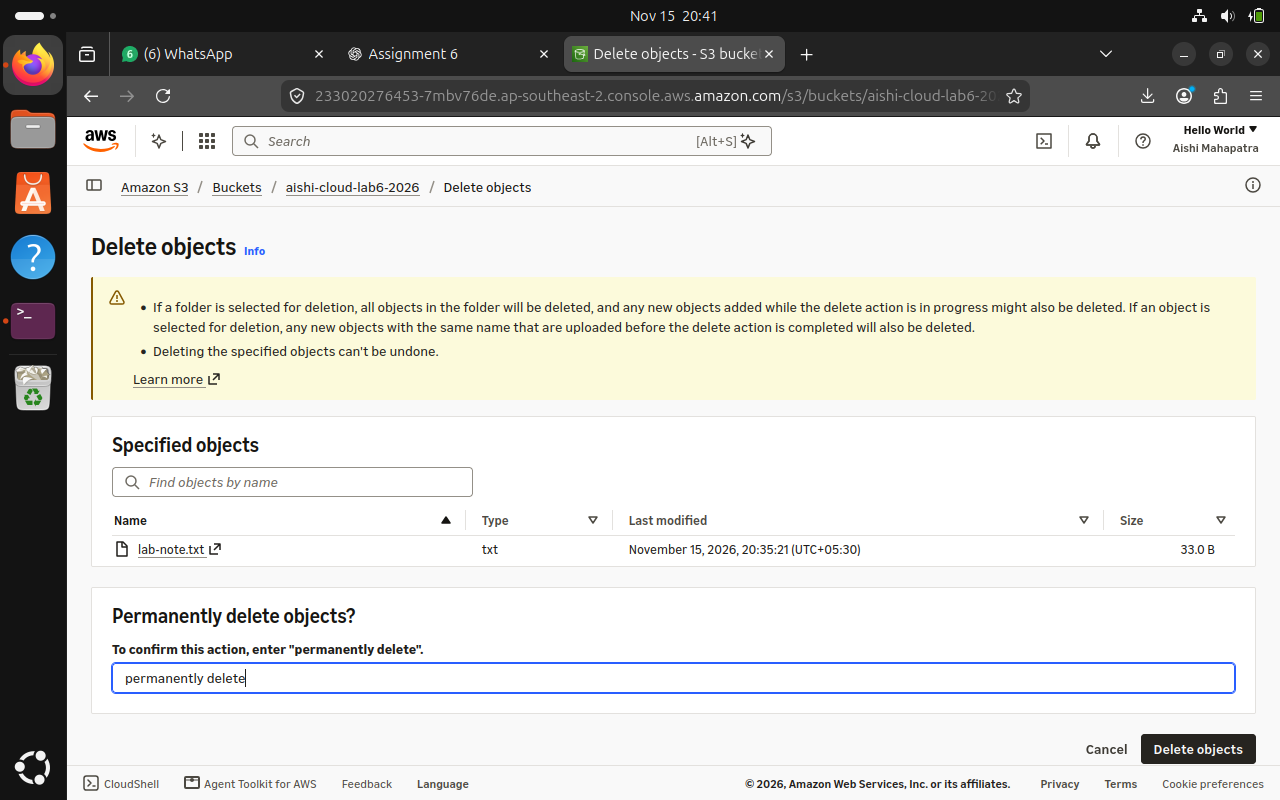 Nov 15 20:41
6 (6) WhatsApp
Assignment 6
Delete objects - S3 bucke
233020276453-7mbv76de.ap-southeast-2.console.aws.amazon.com/s3/buckets/aishi-cloud-lab6-20
aws
Search
[Alt+S]
Hello World
Aishi Mahapatra
Amazon S3 / Buckets / aishi-cloud-lab6-2026 / Delete objects
Delete objects Info
• If a folder is selected for deletion, all objects in the folder will be deleted, and any new objects added while the delete action is in progress might also be deleted. If an object is
selected for deletion, any new objects with the same name that are uploaded before the delete action is completed will also be deleted.
• Deleting the specified objects can't be undone.
Learn more
Specified objects
Find objects by name
Name Type Last modified Size
lab-note.txt txt November 15, 2026, 20:35:21 (UTC+05:30) 33.0 B
Permanently delete objects?
To confirm this action, enter "permanently delete".
permanently delete
Cancel Delete objects
CloudShell Agent Toolkit for AWS Feedback Language © 2026, Amazon Web Services, Inc. or its affiliates. Privacy Terms Cookie preferences